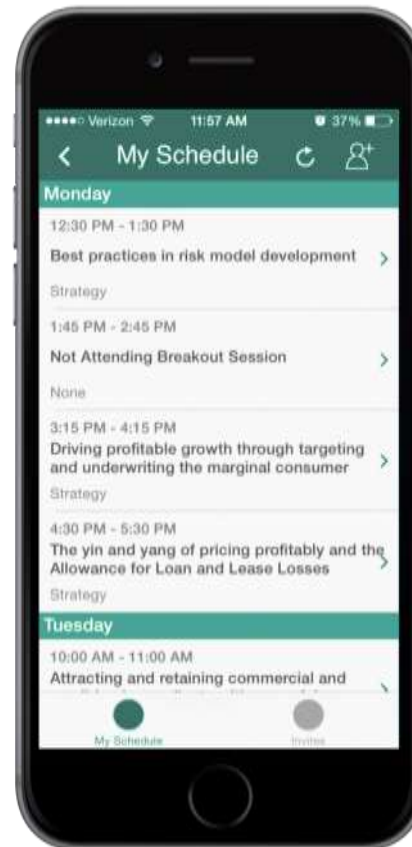 Verizon 11:57 AM 37%
My Schedule
Monday
12:30 PM - 1:30 PM
Best practices in risk model development
Strategy
1:45 PM - 2:45 PM
Not Attending Breakout Session
None
3:15 PM - 4:15 PM
Driving profitable growth through targeting
and underwriting the marginal consumer
Strategy
4:30 PM - 5:30 PM
The yin and yang of pricing profitably and the
Allowance for Loan and Lease Losses
Strategy
Tuesday
10:00 AM - 11:00 AM
Attracting and retaining commercial and
My Schedule Invites